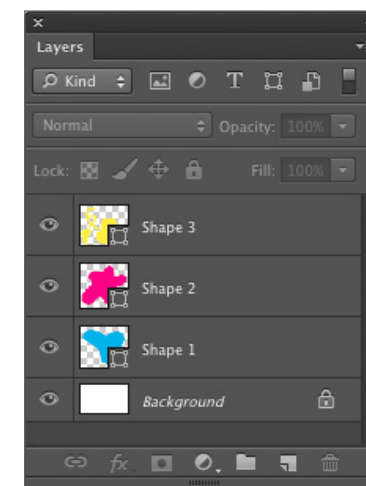 Layers
Kind T
Normal Opacity: 100%
Lock: Fill: 100%
Shape 3
Shape 2
Shape 1
Background
fx